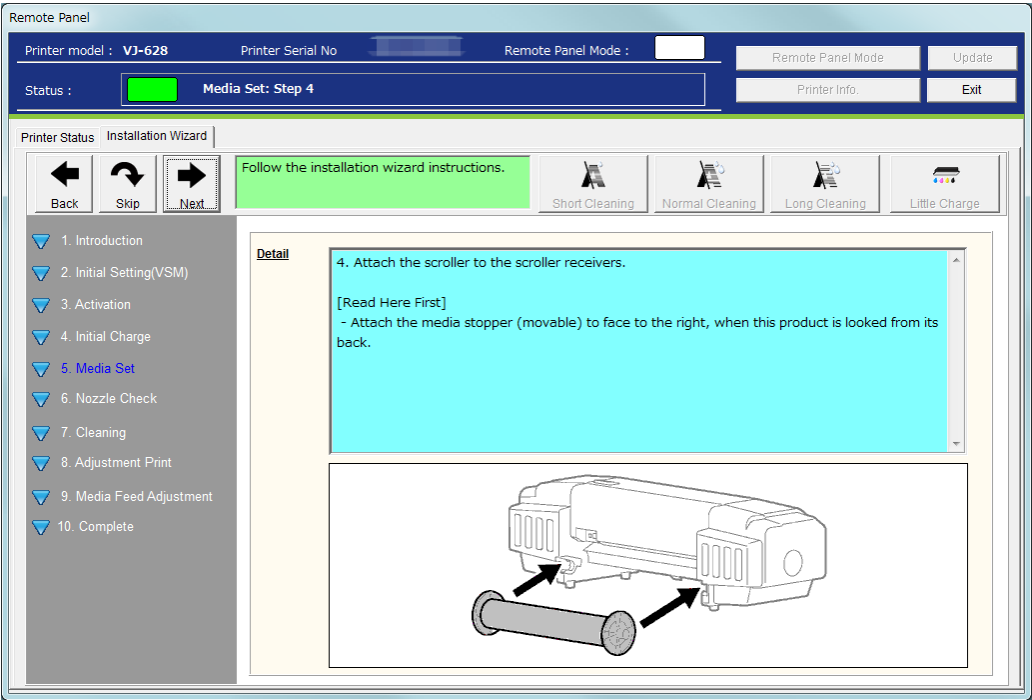 Remote Panel
Printer model : VJ-628 Printer Serial No Remote Panel Mode :
Remote Panel Mode Update
Status : Media Set: Step 4
Printer Info. Exit
Printer Status Installation Wizard
Back Skip Next
Follow the installation wizard instructions.
Short Cleaning Normal Cleaning Long Cleaning Little Charge
1. Introduction
2. Initial Setting(VSM)
3. Activation
4. Initial Charge
5. Media Set
6. Nozzle Check
7. Cleaning
8. Adjustment Print
9. Media Feed Adjustment
10. Complete
Detail
4. Attach the scroller to the scroller receivers.
[Read Here First]
- Attach the media stopper (movable) to face to the right, when this product is looked from its
back.